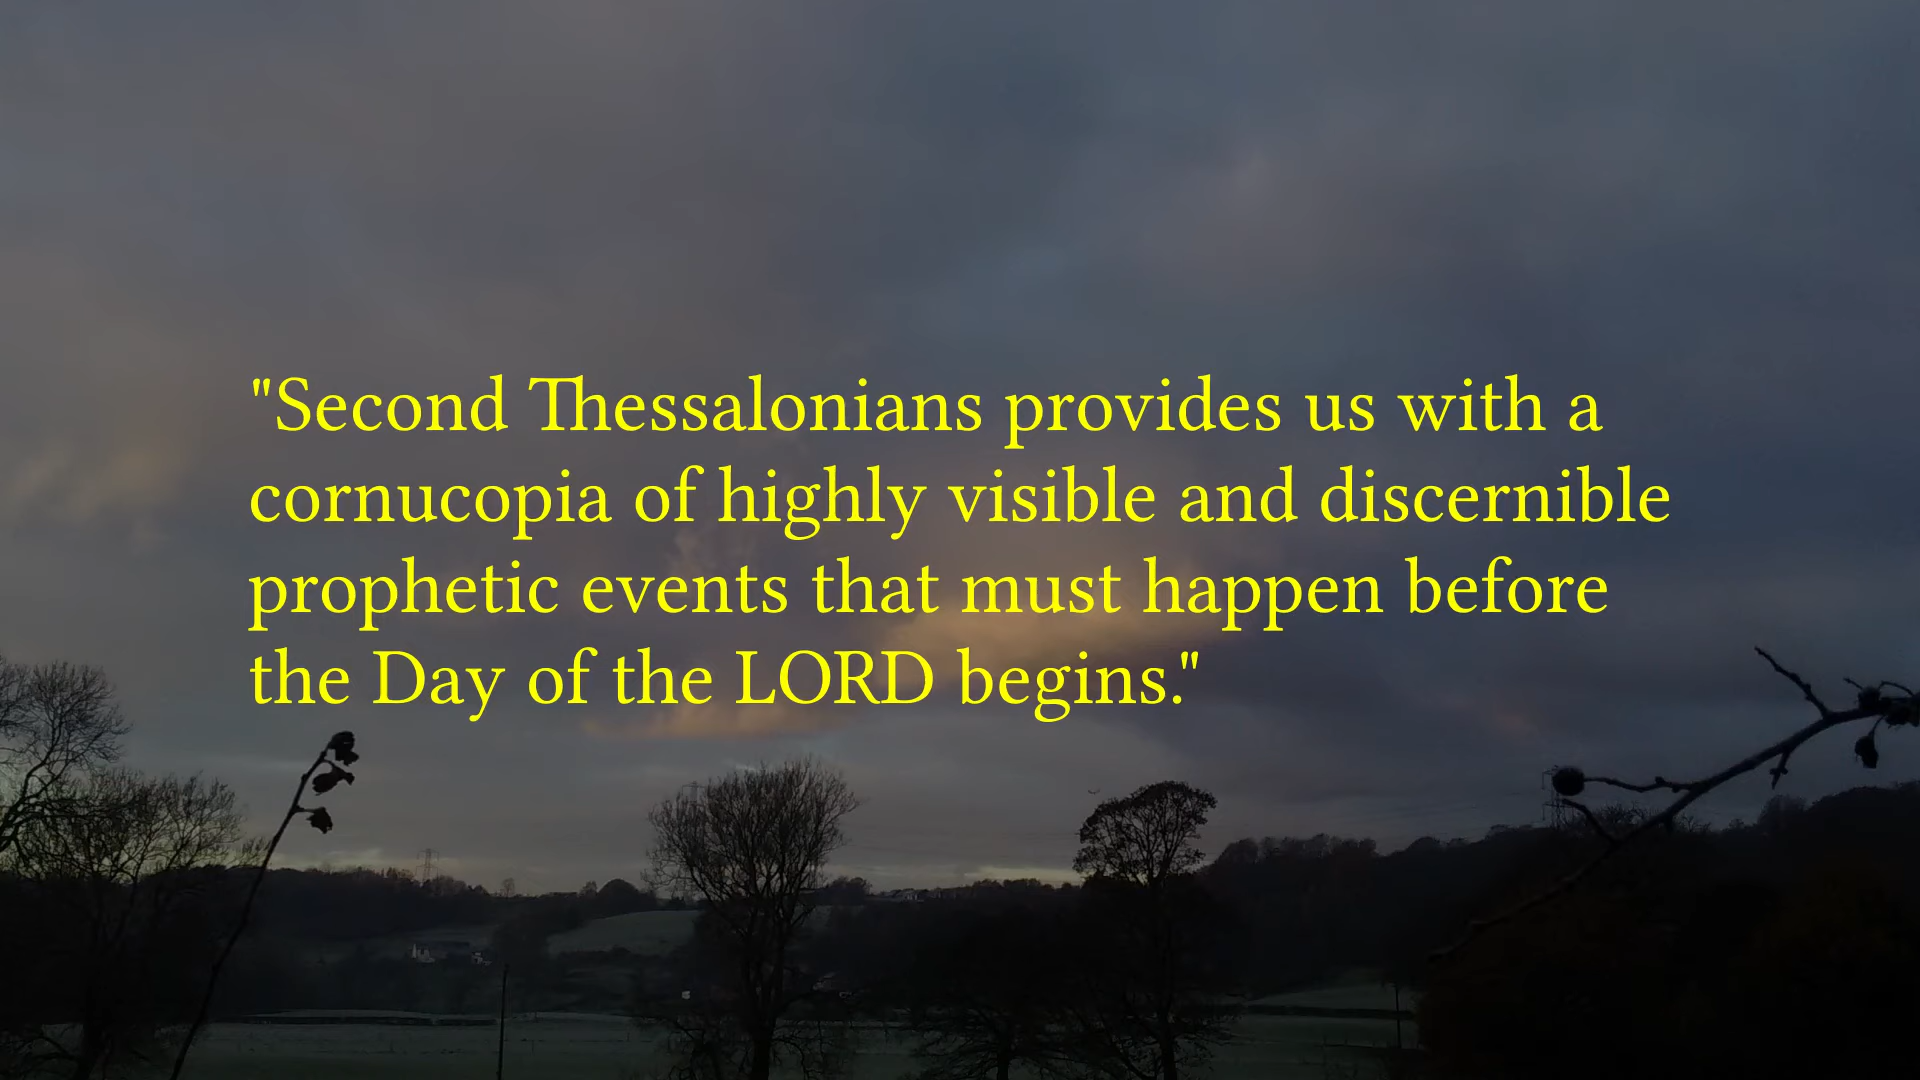 "Second Thessalonians provides us with a
cornucopia of highly visible and discernible
prophetic events that must happen before
the Day of the LORD begins."